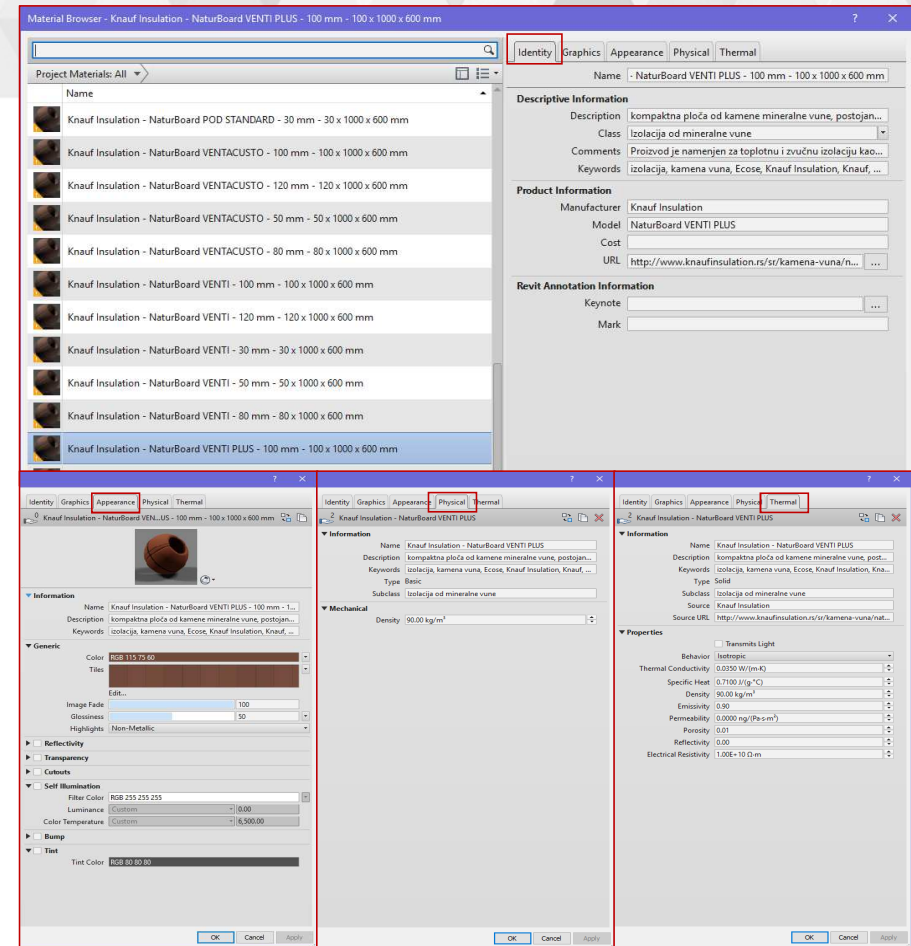 Material Browser - Knauf Insulation - NaturBoard VENTI PLUS - 100 mm - 100 x 1000 x 600 mm
Project Materials: All
Name
Knauf Insulation - NaturBoard POD STANDARD - 30 mm - 30 x 1000 x 600 mm
Knauf Insulation - NaturBoard VENTACUSTO - 100 mm - 100 x 1000 x 600 mm
Knauf Insulation - NaturBoard VENTACUSTO - 120 mm - 120 x 1000 x 600 mm
Knauf Insulation - NaturBoard VENTACUSTO - 50 mm - 50 x 1000 x 600 mm
Knauf Insulation - NaturBoard VENTACUSTO - 80 mm - 80 x 1000 x 600 mm
Knauf Insulation - NaturBoard VENTI - 100 mm - 100 x 1000 x 600 mm
Knauf Insulation - NaturBoard VENTI - 120 mm - 120 x 1000 x 600 mm
Knauf Insulation - NaturBoard VENTI - 30 mm - 30 x 1000 x 600 mm
Knauf Insulation - NaturBoard VENTI - 50 mm - 50 x 1000 x 600 mm
Knauf Insulation - NaturBoard VENTI - 80 mm - 80 x 1000 x 600 mm
Knauf Insulation - NaturBoard VENTI PLUS - 100 mm - 100 x 1000 x 600 mm
Identity Graphics Appearance Physical Thermal
Name - NaturBoard VENTI PLUS - 100 mm - 100 x 1000 x 600 mm
Descriptive Information
Description kompaktna ploča od kamene mineralne vune, postojan...
Class Izolacija od mineralne vune
Comments Proizvod je namenjen za toplotnu i zvučnu izolaciju kao...
Keywords izolacija, kamena vuna, Ecose, Knauf Insulation, Knauf, ...
Product Information
Manufacturer Knauf Insulation
Model NaturBoard VENTI PLUS
Cost
URL http://www.knaufinsulation.rs/sr/kamena-vuna/n... ...
Revit Annotation Information
Keynote ...
Mark
Identity Graphics Appearance Physical Thermal
0 Knauf Insulation - NaturBoard VEN...US - 100 mm - 100 x 1000 x 600 mm
Information
Name Knauf Insulation - NaturBoard VENTI PLUS - 100 mm - 1...
Description kompaktna ploča od kamene mineralne vune, postojan...
Keywords izolacija, kamena vuna, Ecose, Knauf Insulation, Knauf, ...
Generic
Color RGB 115 75 60
Tiles
Edit...
Image Fade 100
Glossiness 50
Highlights Non-Metallic
Reflectivity
Transparency
Cutouts
Self Illumination
Filter Color RGB 255 255 255
Luminance Custom 0.00
Color Temperature Custom 6,500.00
Bump
Tint
Tint Color RGB 80 80 80
OK Cancel Apply
Identity Graphics Appearance Physical Thermal
2 Knauf Insulation - NaturBoard VENTI PLUS
Information
Name Knauf Insulation - NaturBoard VENTI PLUS
Description kompaktna ploča od kamene mineralne vune, postojan...
Keywords izolacija, kamena vuna, Ecose, Knauf Insulation, Knauf, ...
Type Basic
Subclass Izolacija od mineralne vune
Mechanical
Density 90.00 kg/m³
OK Cancel Apply
Identity Graphics Appearance Physical Thermal
2 Knauf Insulation - NaturBoard VENTI PLUS
Information
Name Knauf Insulation - NaturBoard VENTI PLUS
Description kompaktna ploča od kamene mineralne vune, post...
Keywords izolacija, kamena vuna, Ecose, Knauf Insulation, Kna...
Type Solid
Subclass Izolacija od mineralne vune
Source Knauf Insulation
Source URL http://www.knaufinsulation.rs/sr/kamena-vuna/nat...
Properties
Transmits Light
Behavior Isotropic
Thermal Conductivity 0.0350 W/(m·K)
Specific Heat 0.7100 J/(g·°C)
Density 90.00 kg/m³
Emissivity 0.90
Permeability 0.0000 ng/(Pa·s·m²)
Porosity 0.01
Reflectivity 0.00
Electrical Resistivity 1.00E+10 Ω·m
OK Cancel Apply